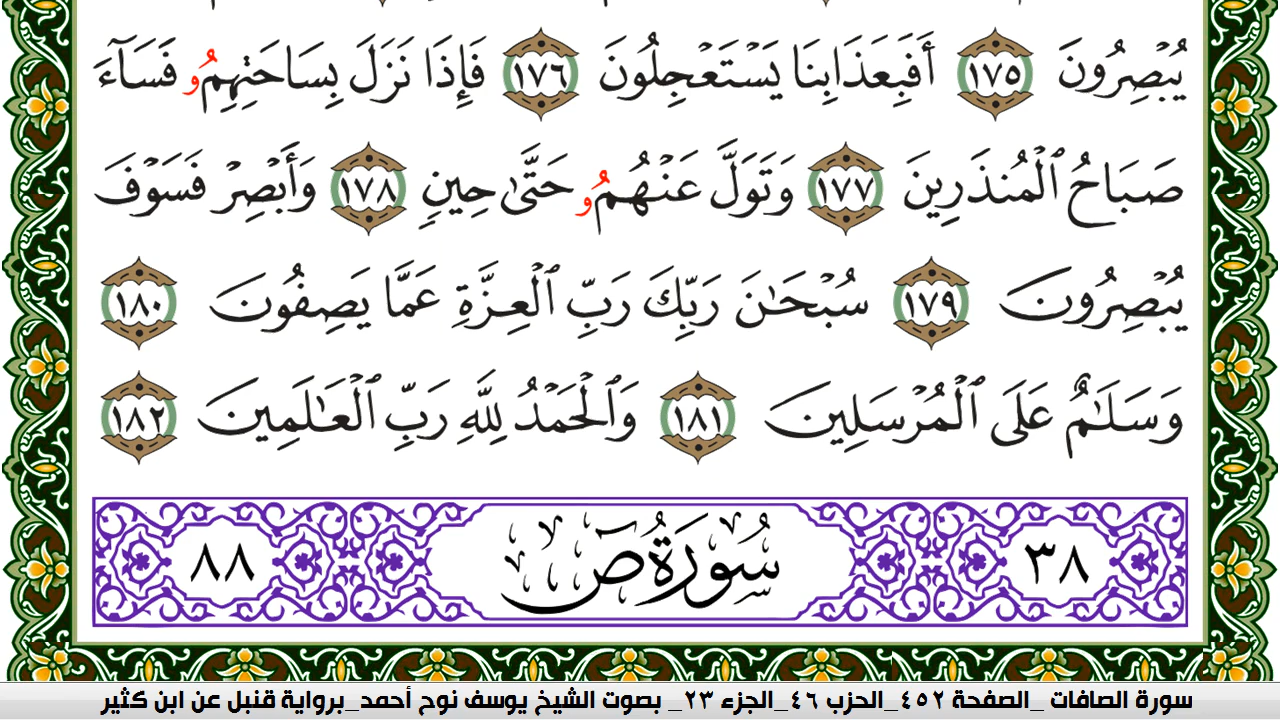 يُبْصِرُونَ ١٧٥ أَفَبِعَذَابِنَا يَسْتَعْجِلُونَ ١٧٦ فَإِذَا نَزَلَ بِسَاحَتِهِمُۥ فَسَآءَ
صَبَاحُ ٱلْمُنذَرِينَ ١٧٧ وَتَوَلَّ عَنْهُمُۥ حَتَّىٰ حِينٍ ١٧٨ وَأَبْصِرْ فَسَوْفَ
يُبْصِرُونَ ١٧٩ سُبْحَٰنَ رَبِّكَ رَبِّ ٱلْعِزَّةِ عَمَّا يَصِفُونَ ١٨٠
وَسَلَٰمٌ عَلَى ٱلْمُرْسَلِينَ ١٨١ وَٱلْحَمْدُ لِلَّهِ رَبِّ ٱلْعَٰلَمِينَ ١٨٢
٣٨ سُورَةُ صٓ ٨٨
سورة الصافات _الصفحة ٤٥٢_الحزب ٤٦_الجزء ٢٣_ بصوت الشيخ يوسف نوح أحمد_برواية قنبل عن ابن كثير